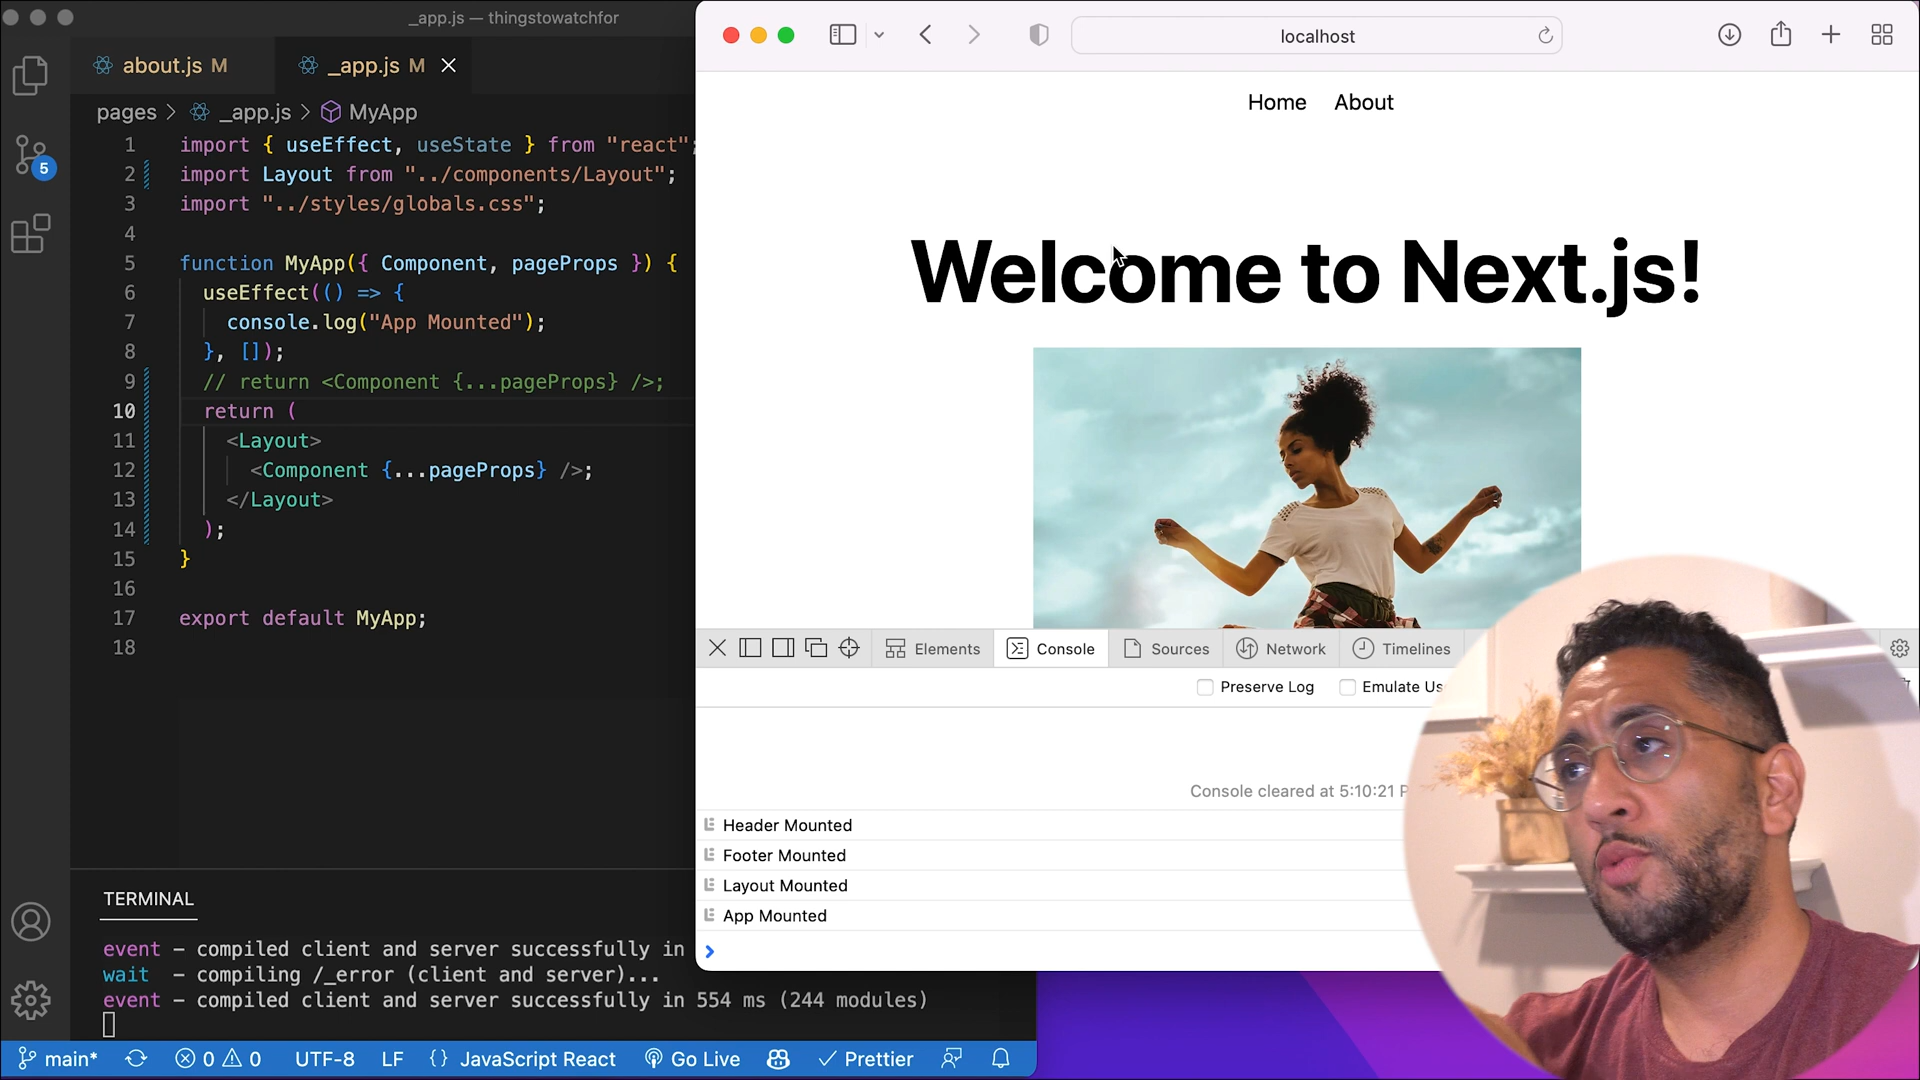 _app.js — thingstowatchfor
about.js M
_app.js M
pages > _app.js > MyApp
1 import { useEffect, useState } from "react";
2 import Layout from "../components/Layout";
3 import "../styles/globals.css";
4
5 function MyApp({ Component, pageProps }) {
6 useEffect(() => {
7 console.log("App Mounted");
8 }, []);
9 // return <Component {...pageProps} />;
10 return (
11 <Layout>
12 <Component {...pageProps} />;
13 </Layout>
14 );
15 }
16
17 export default MyApp;
18
5
TERMINAL
event - compiled client and server successfully in
wait - compiling /_error (client and server)...
event - compiled client and server successfully in 554 ms (244 modules)
main* 0 0 UTF-8 LF {} JavaScript React Go Live Prettier
localhost
Home About
Welcome to Next.js!
Elements Console Sources Network Timelines
Preserve Log Emulate
Console cleared at 5:10:21
Header Mounted
Footer Mounted
Layout Mounted
App Mounted